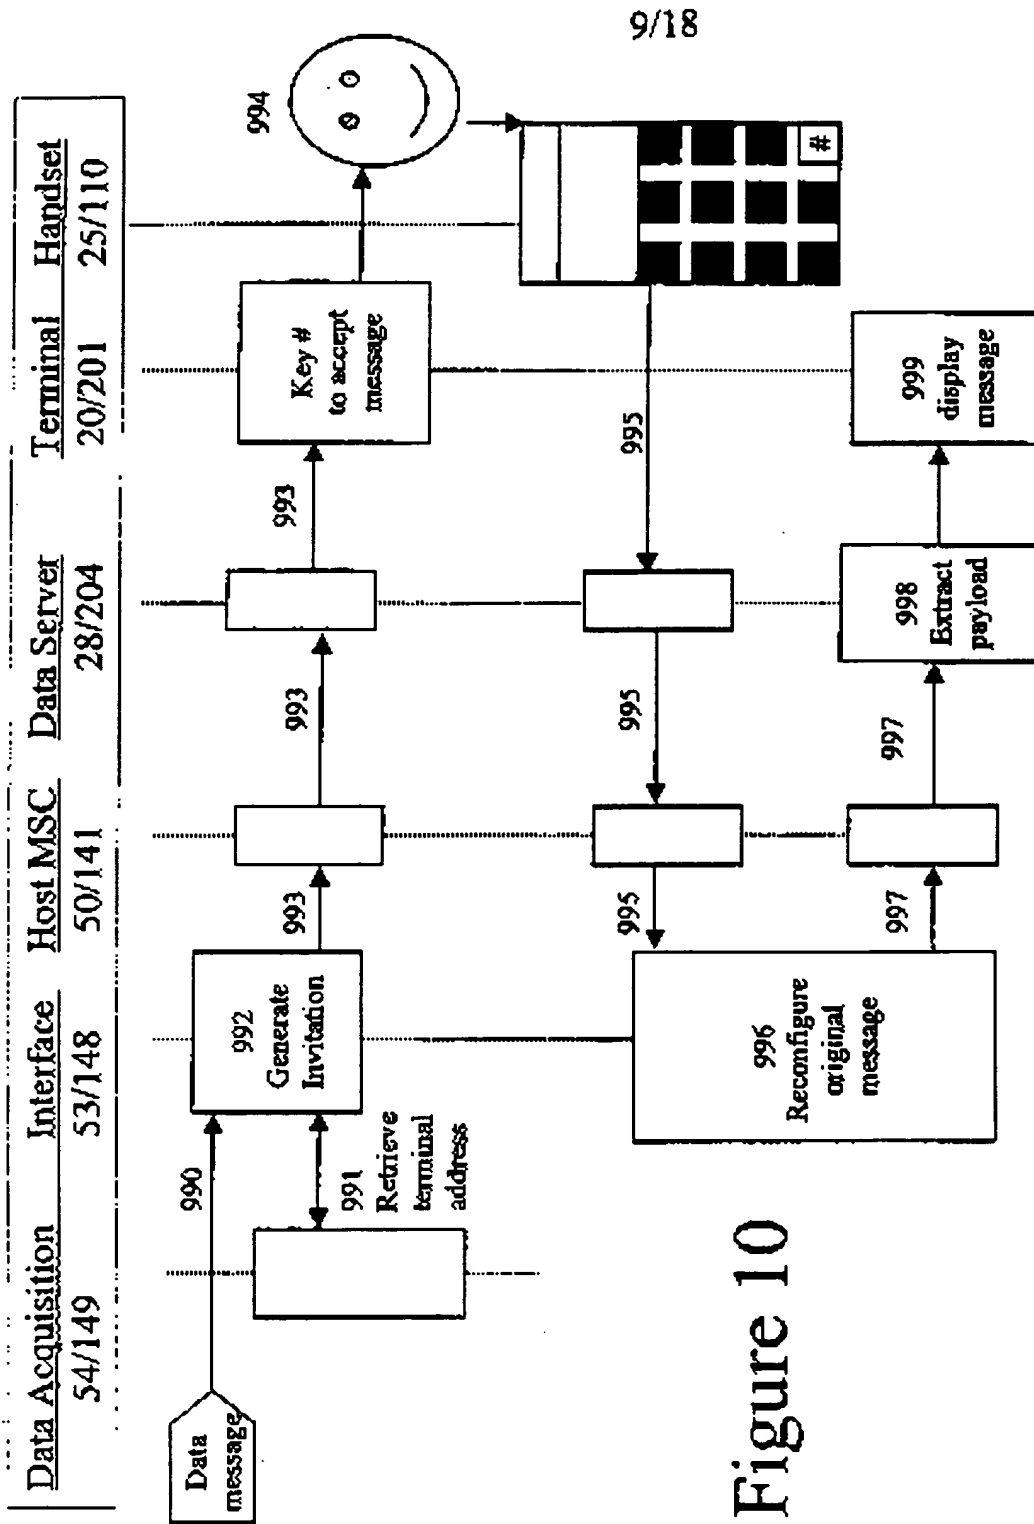 9/18
Data Acquisition Interface Host MSC Data Server Terminal Handset
54/149 53/148 50/141 28/204 20/201 25/110
Data
message
990
991
Retrieve
terminal
address
992
Generate
Invitation
993
993
993
Key #
to accept
message
994
#
995
995
995
996
Reconfigure
original
message
997
997
998
Extract
payload
999
display
message
Figure 10